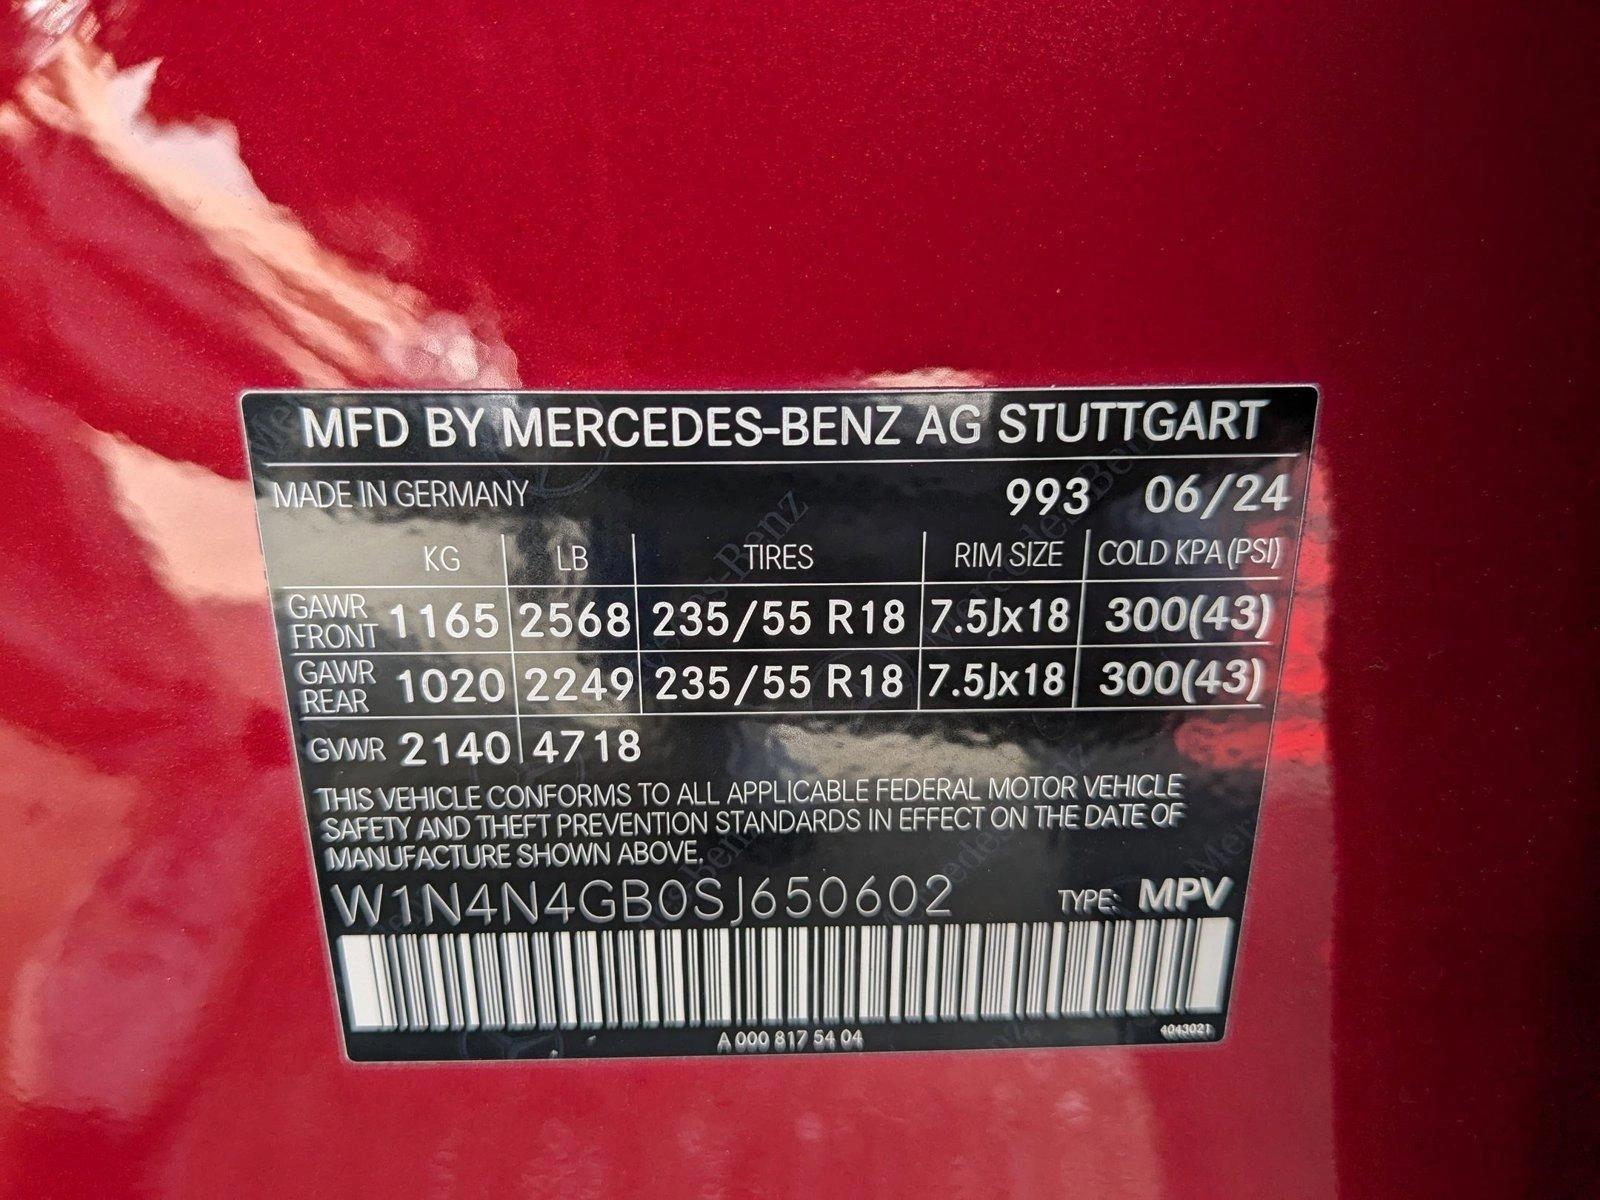 MFD BY MERCEDES-BENZ AG STUTTGART
MADE IN GERMANY 993 06/24
KG LB TIRES RIM SIZE COLD KPA (PSI)
GAWR FRONT 1165 2568 235/55 R18 7.5Jx18 300(43)
GAWR REAR 1020 2249 235/55 R18 7.5Jx18 300(43)
GVWR 2140 4718
THIS VEHICLE CONFORMS TO ALL APPLICABLE FEDERAL MOTOR VEHICLE
SAFETY AND THEFT PREVENTION STANDARDS IN EFFECT ON THE DATE OF
MANUFACTURE SHOWN ABOVE.
W1N4N4GB0SJ650602 TYPE: MPV
A 000 817 54 04 4043021